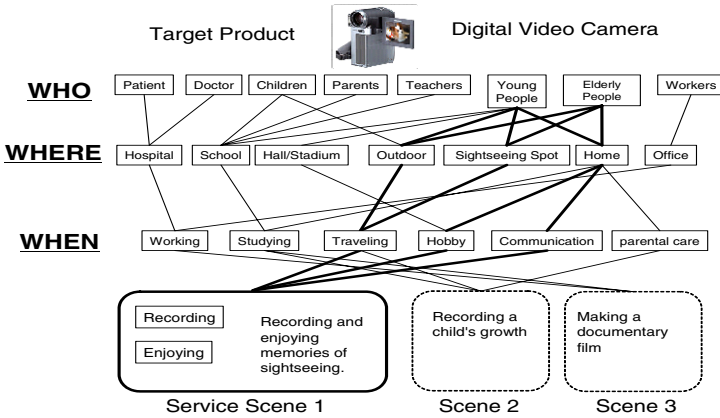 Target Product
Digital Video Camera
WHO
Patient
Doctor
Children
Parents
Teachers
Young
People
Elderly
People
Workers
WHERE
Hospital
School
Hall/Stadium
Outdoor
Sightseeing Spot
Home
Office
WHEN
Working
Studying
Traveling
Hobby
Communication
parental care
Recording
Enjoying
Recording and
enjoying
memories of
sightseeing.
Recording a
child's growth
Making a
documentary
film
Service Scene 1
Scene 2
Scene 3